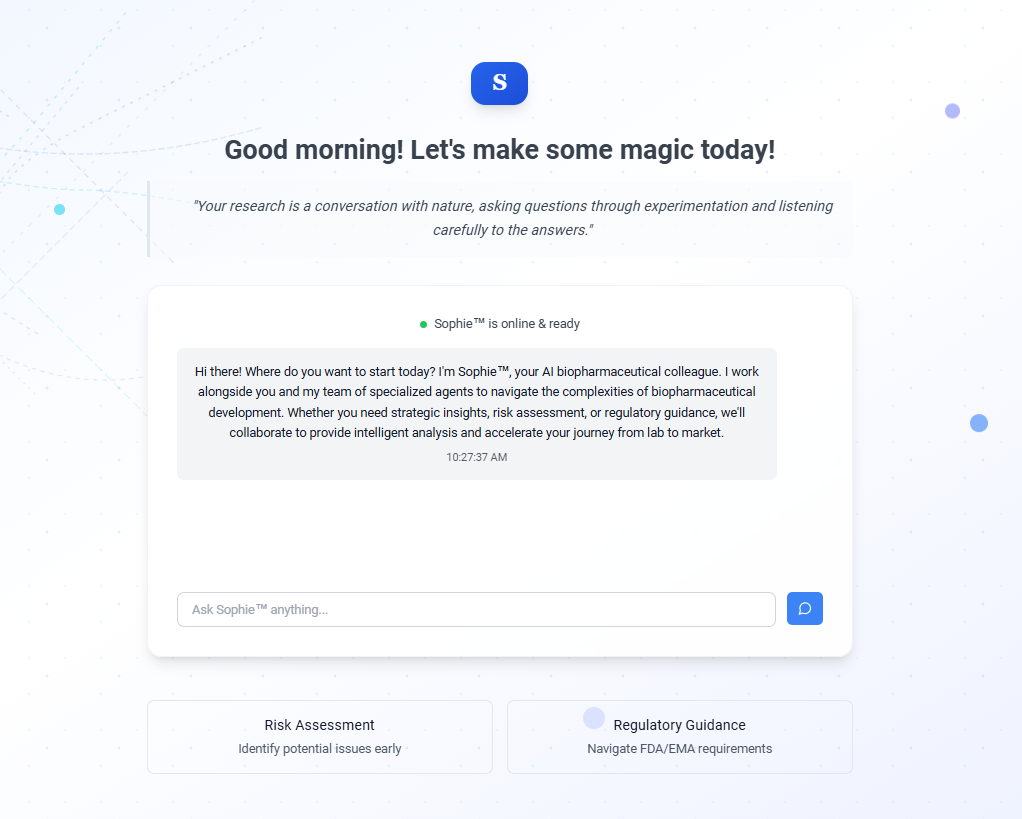 S
Good morning! Let's make some magic today!
"Your research is a conversation with nature, asking questions through experimentation and listening
carefully to the answers."
Sophie™ is online & ready
Hi there! Where do you want to start today? I'm Sophie™, your AI biopharmaceutical colleague. I work
alongside you and my team of specialized agents to navigate the complexities of biopharmaceutical
development. Whether you need strategic insights, risk assessment, or regulatory guidance, we'll
collaborate to provide intelligent analysis and accelerate your journey from lab to market.
10:27:37 AM
Ask Sophie™ anything...
Risk Assessment
Identify potential issues early
Regulatory Guidance
Navigate FDA/EMA requirements